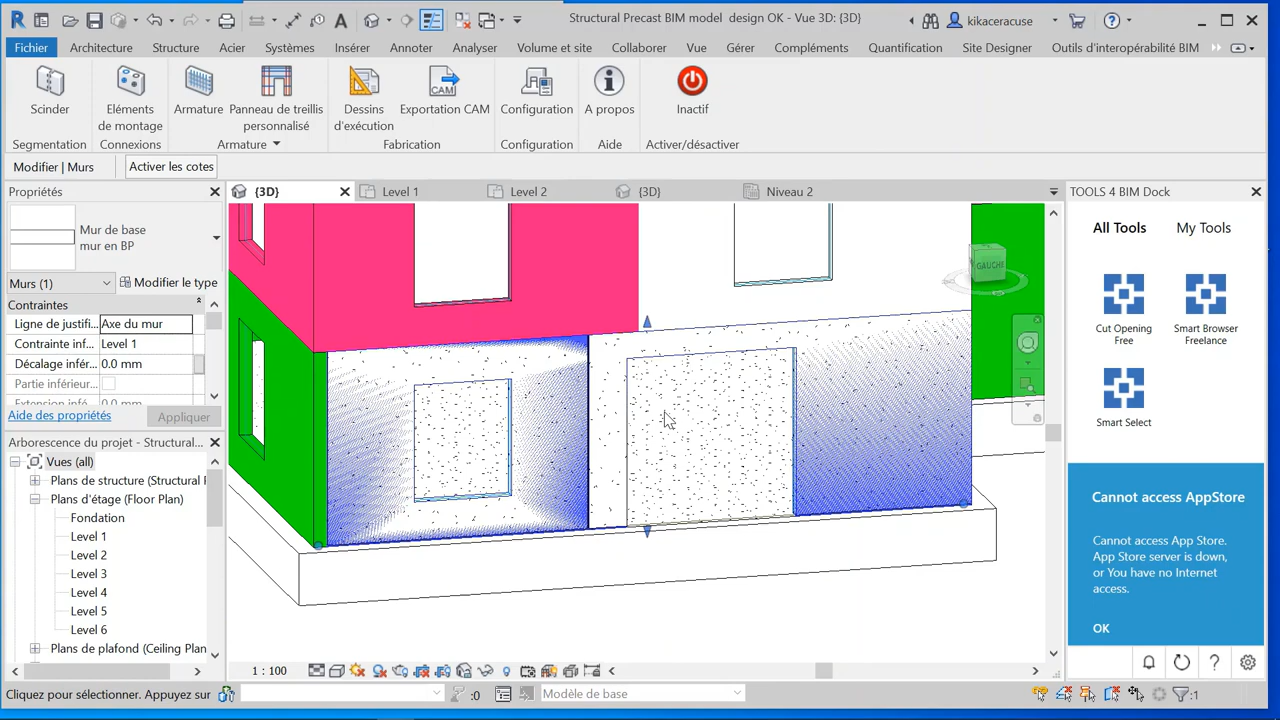 Structural Precast BIM model design OK - Vue 3D: {3D}
kikaceracuse
Fichier Architecture Structure Acier Systèmes Insérer Annoter Analyser Volume et site Collaborer Vue Gérer Compléments Quantification Site Designer Outils d'interopérabilité BIM
Scinder
Eléments de montage
Armature
Panneau de treillis personnalisé
Dessins d'exécution
Exportation CAM
Configuration
A propos
Inactif
Segmentation Connexions Armature Fabrication Configuration Aide Activer/désactiver
Modifier | Murs Activer les cotes
Propriétés
{3D} Level 1 Level 2 {3D} Niveau 2
TOOLS 4 BIM Dock
Mur de base
mur en BP
Murs (1) Modifier le type
Contraintes
Ligne de justifi... Axe du mur
Contrainte inf... Level 1
Décalage infér... 0.0 mm
Partie inférieur...
Aide des propriétés Appliquer
Arborescence du projet - Structural...
Vues (all)
Plans de structure (Structural
Plans d'étage (Floor Plan)
Fondation
Level 1
Level 2
Level 3
Level 4
Level 5
Level 6
Plans de plafond (Ceiling Plan
GAUCHE
All Tools My Tools
Cut Opening Free
Smart Browser Freelance
Smart Select
Cannot access AppStore
Cannot access App Store.
App Store server is down,
or You have no Internet
access.
OK
1 : 100
Cliquez pour sélectionner. Appuyez sur :0 Modèle de base :1